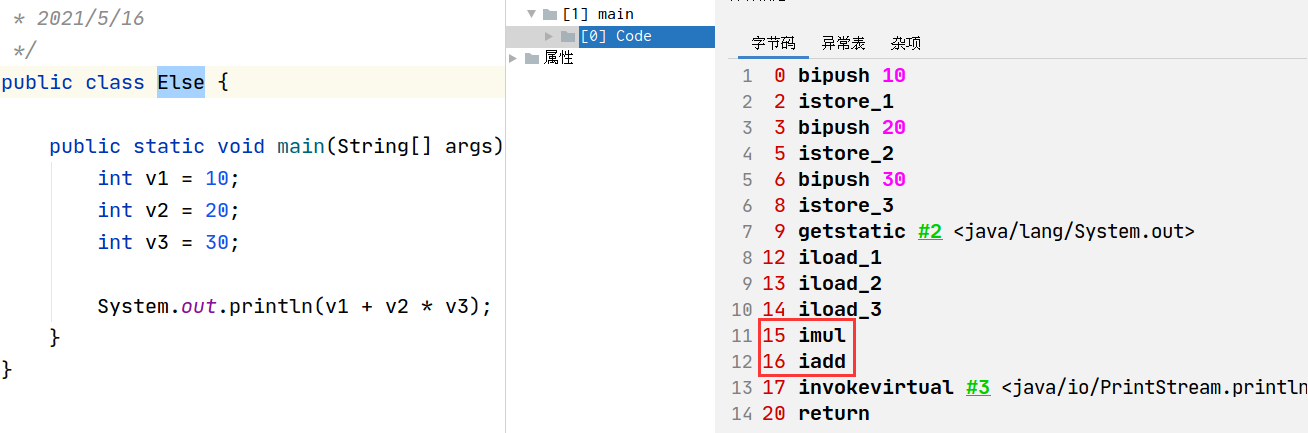 * 2021/5/16
*/
public class Else {
public static void main(String[] args)
int v1 = 10;
int v2 = 20;
int v3 = 30;
System.out.println(v1 + v2 * v3);
}
}
[1] main
[0] Code
属性
字节码 异常表 杂项
1 0 bipush 10
2 2 istore_1
3 3 bipush 20
4 5 istore_2
5 6 bipush 30
6 8 istore_3
7 9 getstatic #2 <java/lang/System.out>
8 12 iload_1
9 13 iload_2
10 14 iload_3
11 15 imul
12 16 iadd
13 17 invokevirtual #3 <java/io/PrintStream.println
14 20 return